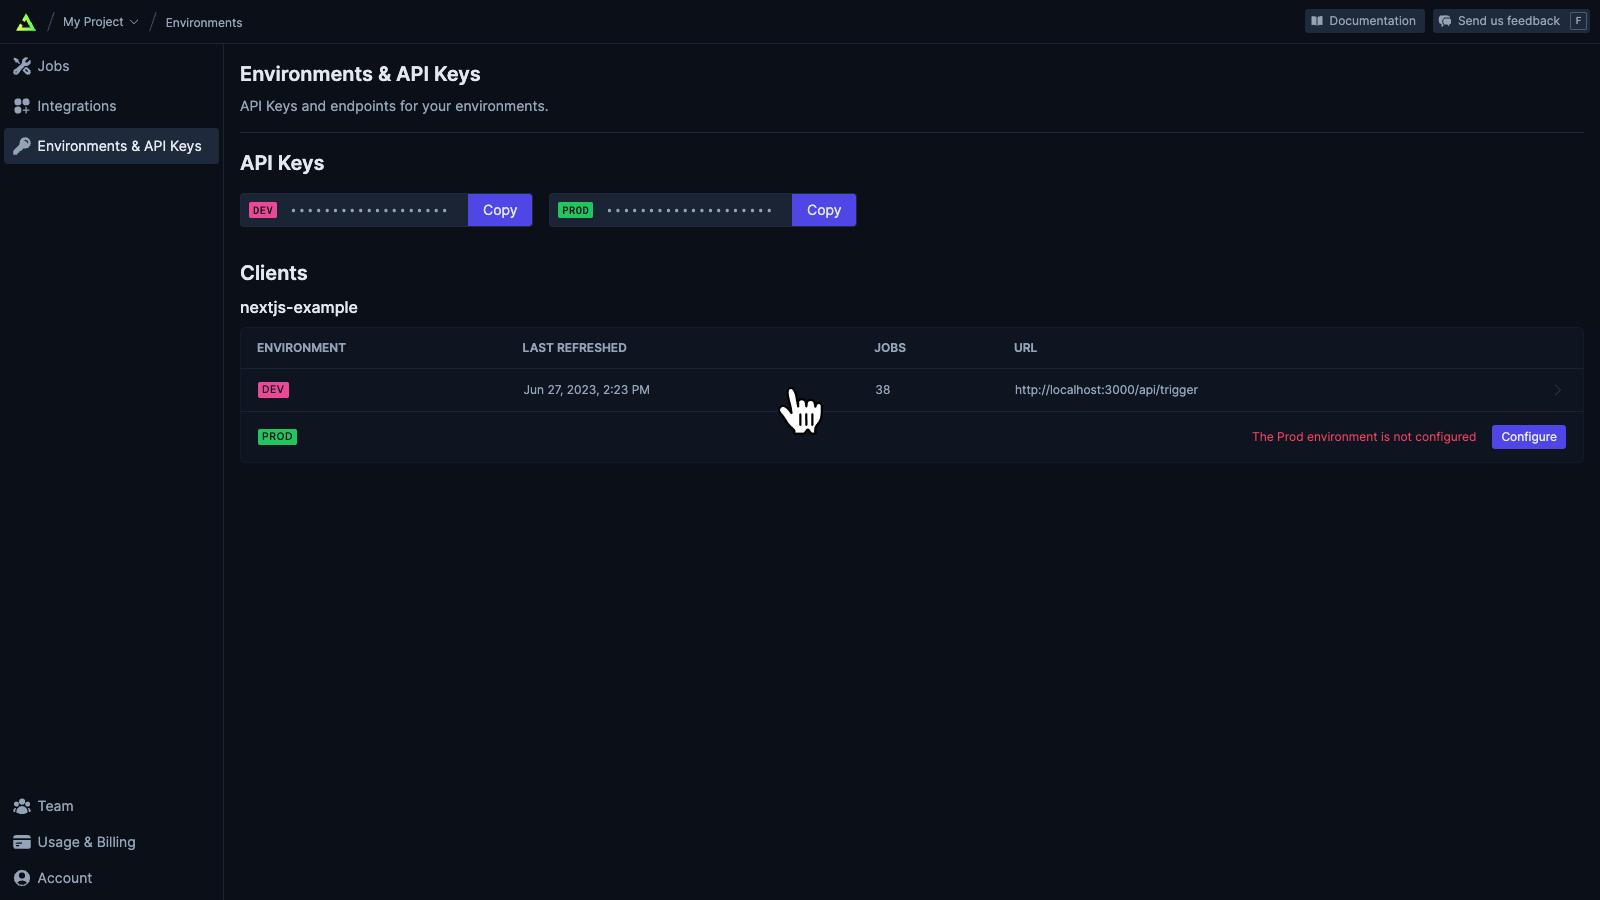 My Project
Environments
Documentation
Send us feedback
F
Jobs
Integrations
Environments & API Keys
Environments & API Keys
API Keys and endpoints for your environments.
API Keys
DEV •••••••••••••••••• Copy
PROD ••••••••••••••••••• Copy
Clients
nextjs-example
ENVIRONMENT LAST REFRESHED JOBS URL
DEV Jun 27, 2023, 2:23 PM 38 http://localhost:3000/api/trigger
PROD The Prod environment is not configured Configure
Team
Usage & Billing
Account